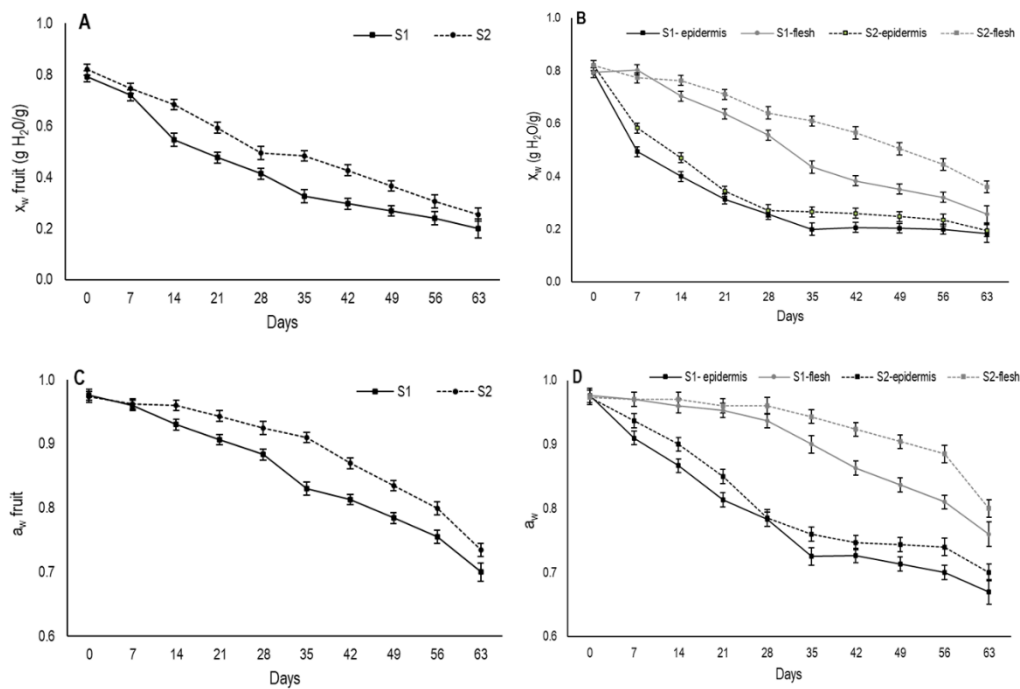 A
S1 S2
x_w fruit (g H₂0/g)
1.0
0.8
0.6
0.4
0.2
0.0
0 7 14 21 28 35 42 49 56 63
Days
B
S1- epidermis S1-flesh S2-epidermis S2-flesh
x_w (g H₂O/g)
1.0
0.8
0.6
0.4
0.2
0.0
0 7 14 21 28 35 42 49 56 63
Days
C
S1 S2
a_w fruit
1.0
0.9
0.8
0.7
0.6
0 7 14 21 28 35 42 49 56 63
Days
D
S1- epidermis S1-flesh S2-epidermis S2-flesh
a_w
1.0
0.9
0.8
0.7
0.6
0 7 14 21 28 35 42 49 56 63
Days